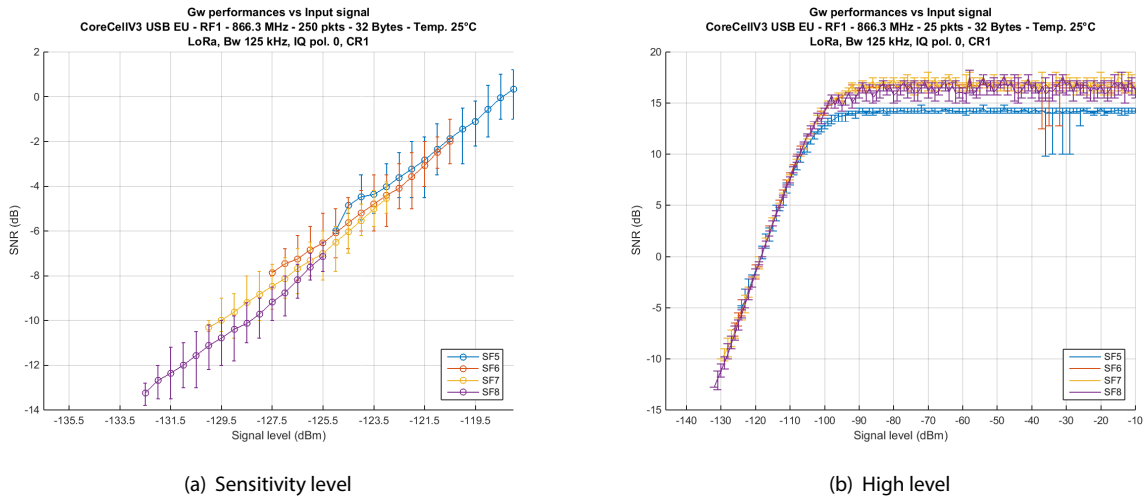 Gw performances vs Input signal
CoreCellV3 USB EU - RF1 - 866.3 MHz - 250 pkts - 32 Bytes - Temp. 25°C
LoRa, Bw 125 kHz, IQ pol. 0, CR1
2
0
-2
-4
-6
-8
-10
-12
-14
SNR (dB)
-135.5
-133.5
-131.5
-129.5
-127.5
-125.5
-123.5
-121.5
-119.5
Signal level (dBm)
SF5
SF6
SF7
SF8
(a) Sensitivity level
Gw performances vs Input signal
CoreCellV3 USB EU - RF1 - 866.3 MHz - 25 pkts - 32 Bytes - Temp. 25°C
LoRa, Bw 125 kHz, IQ pol. 0, CR1
20
15
10
5
0
-5
-10
-15
SNR (dB)
-140
-130
-120
-110
-100
-90
-80
-70
-60
-50
-40
-30
-20
-10
Signal level (dBm)
SF5
SF6
SF7
SF8
(b) High level